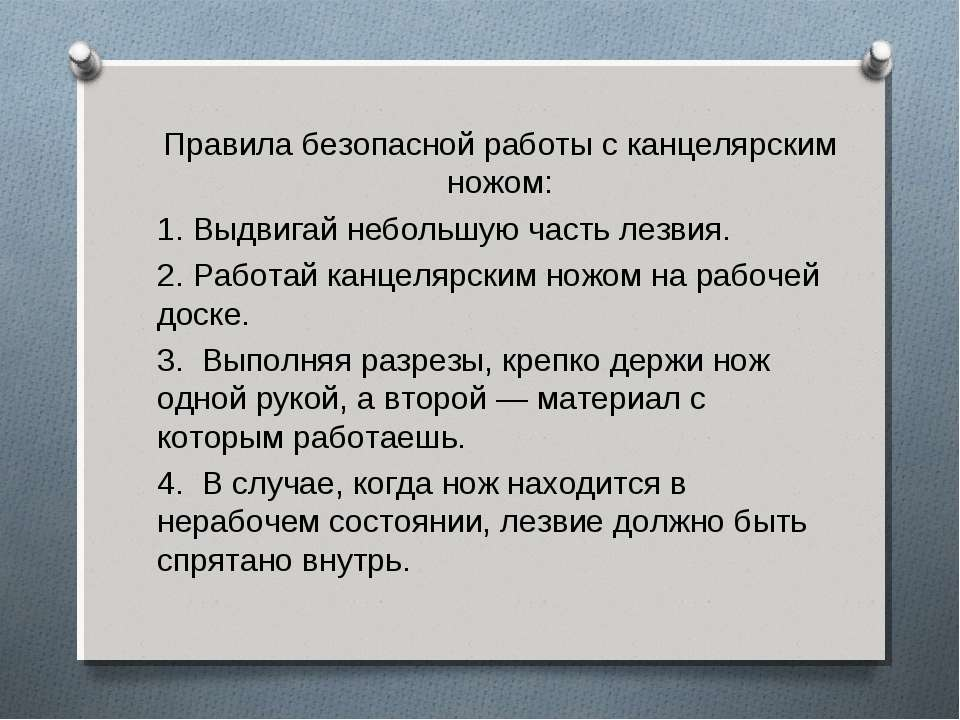 Правила безопасной работы с канцелярским
ножом:
1. Выдвигай небольшую часть лезвия.
2. Работай канцелярским ножом на рабочей
доске.
3.  Выполняя разрезы, крепко держи нож
одной рукой, а второй — материал с
которым работаешь.
4.  В случае, когда нож находится в
нерабочем состоянии, лезвие должно быть
спрятано внутрь.